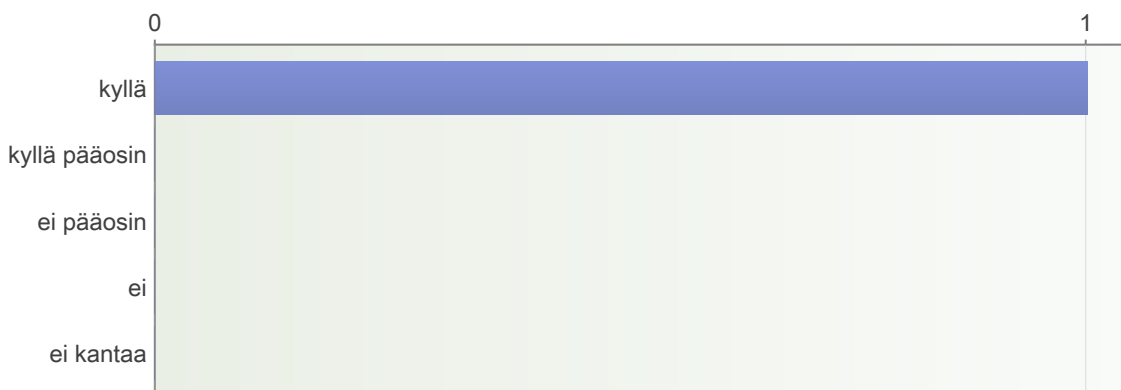 0 1
kyllä
kyllä pääosin
ei pääosin
ei
ei kantaa